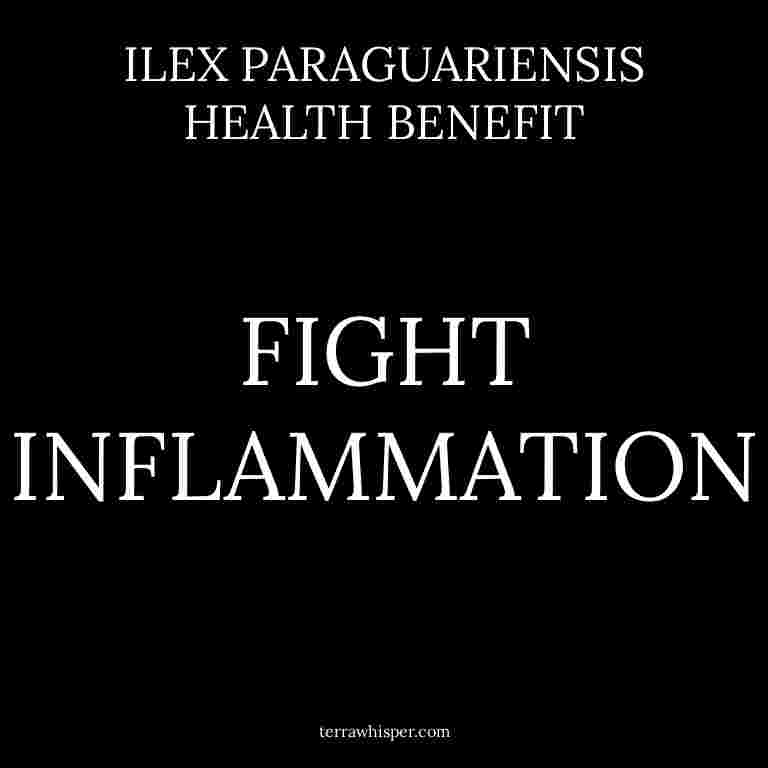 ILEX PARAGUARIENSIS
HEALTH BENEFIT
FIGHT
INFLAMMATION
terrawhisper.com